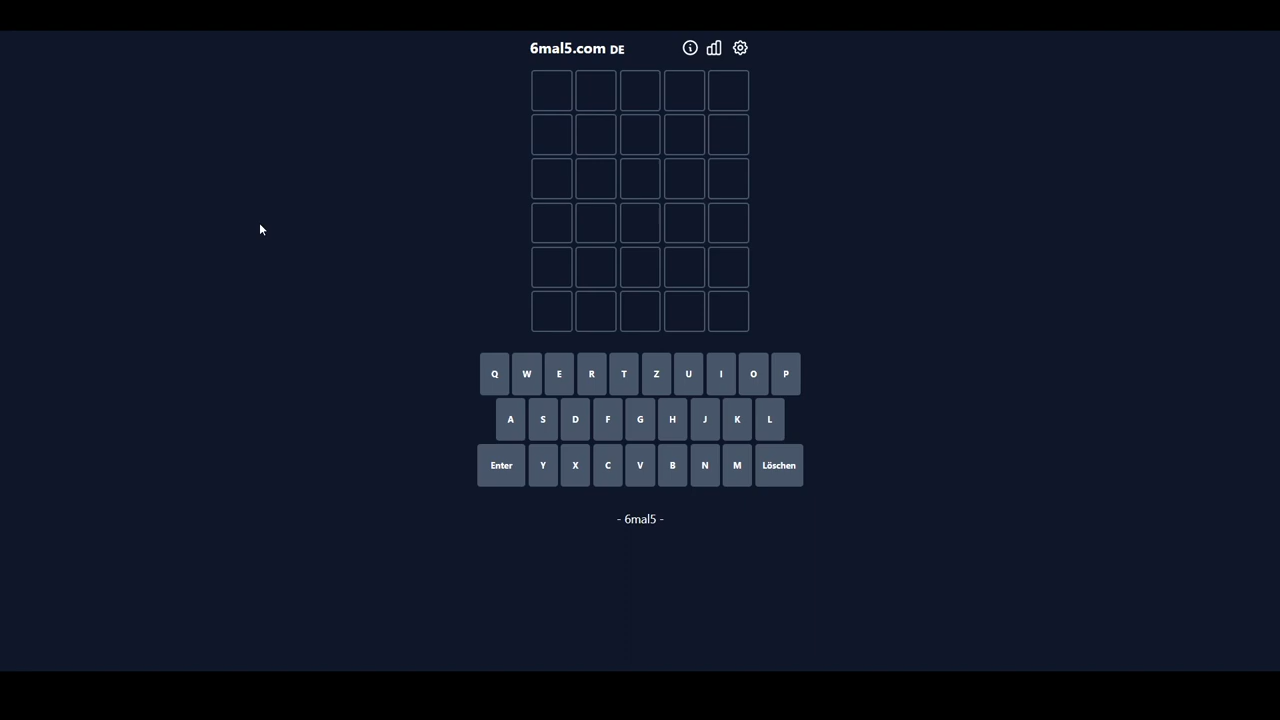 6mal5.com DE
Q W E R T Z U I O P
A S D F G H J K L
Enter Y X C V B N M Löschen
- 6mal5 -